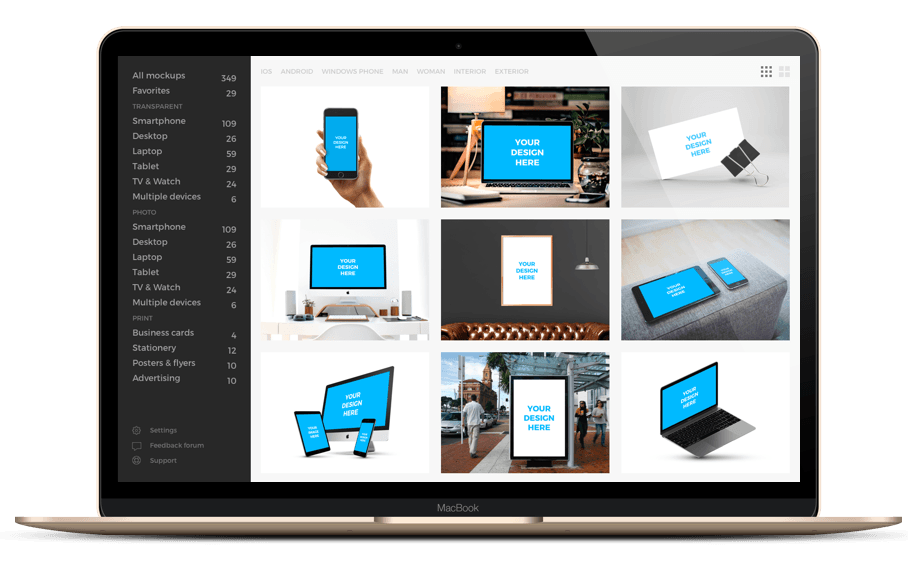 All mockups 349
Favorites 29
TRANSPARENT
Smartphone 109
Desktop 26
Laptop 59
Tablet 29
TV & Watch 24
Multiple devices 6
PHOTO
Smartphone 109
Desktop 26
Laptop 59
Tablet 29
TV & Watch 24
Multiple devices 6
PRINT
Business cards 4
Stationery 12
Posters & flyers 10
Advertising 10
Settings
Feedback forum
Support
IOS ANDROID WINDOWS PHONE MAN WOMAN INTERIOR EXTERIOR
YOUR
DESIGN
HERE
YOUR
DESIGN
HERE
YOUR
DESIGN
HERE
YOUR
DESIGN
HERE
YOUR
DESIGN
HERE
YOUR
DESIGN
HERE
YOUR
DESIGN
HERE
YOUR
DESIGN
HERE
YOUR
DESIGN
HERE
YOUR
DESIGN
HERE
MacBook